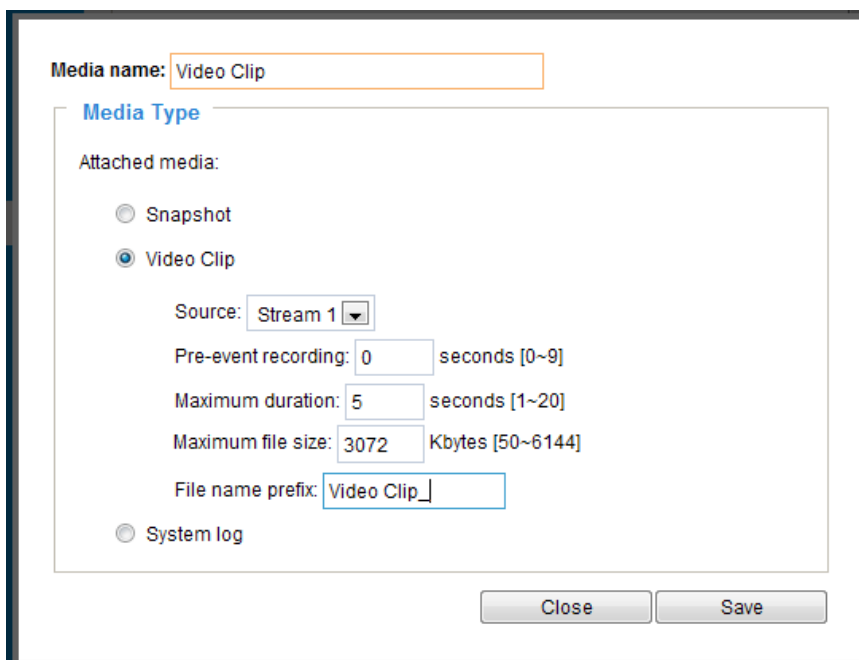 Media name: Video Clip
Media Type
Attached media:
Snapshot
Video Clip
Source: Stream 1
Pre-event recording: 0 seconds [0~9]
Maximum duration: 5 seconds [1~20]
Maximum file size: 3072 Kbytes [50~6144]
File name prefix: Video Clip_
System log
Close Save